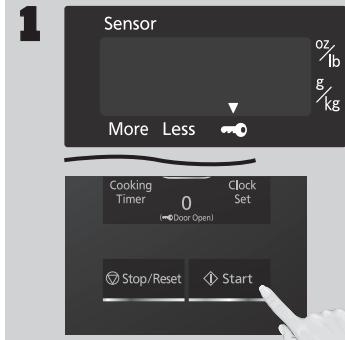 1
Sensor
oz/lb
g/kg
More Less
Cooking Timer
0
(Door Open)
Clock Set
Stop/Reset
Start